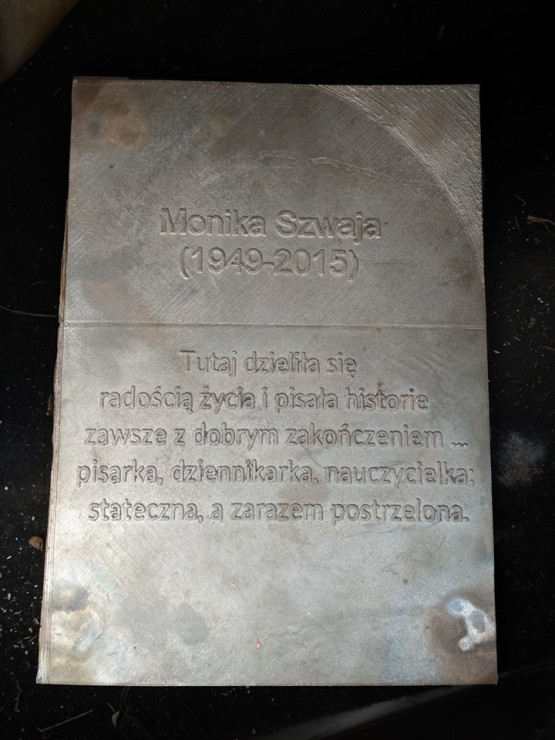 Monika Szwaja
(1949-2015)
Tutaj dzieliła się
radością życia i pisała historie
zawsze z dobrym zakończeniem ...
pisarka, dziennikarka, nauczycielka;
stateczna, a zarazem postrzelona.